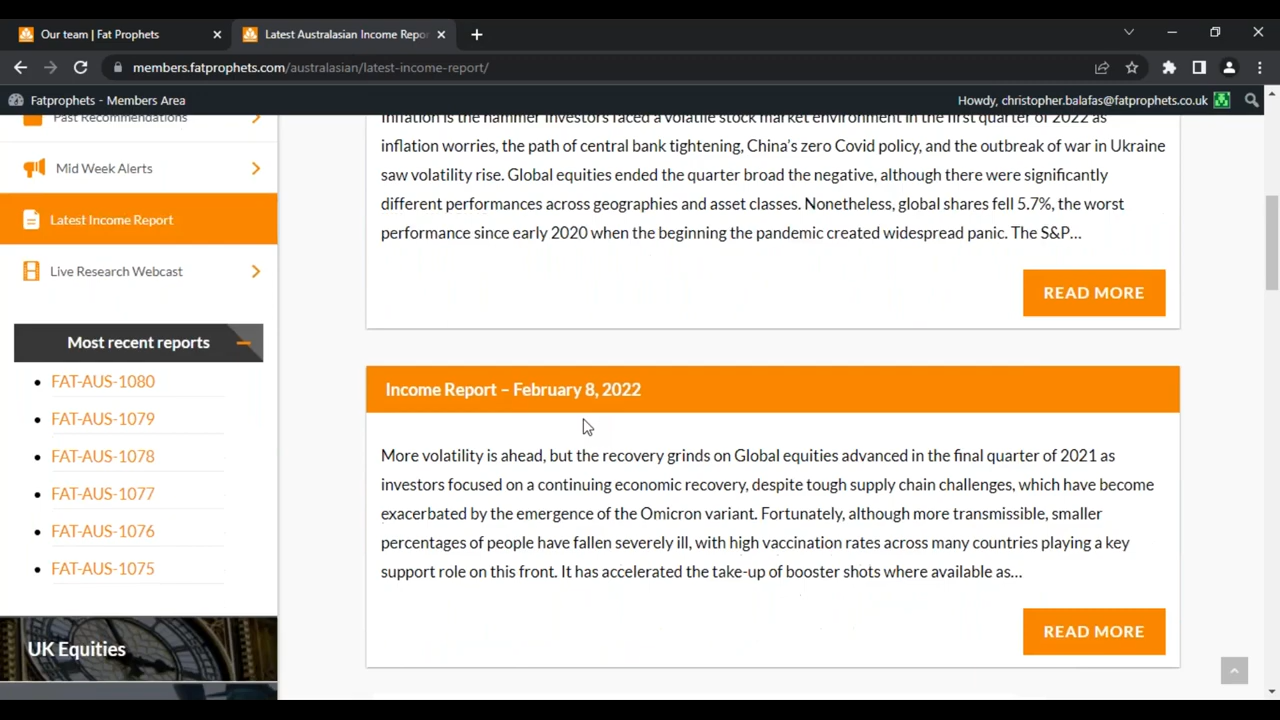 Our team | Fat Prophets
Latest Australasian Income Repo
members.fatprophets.com/australasian/latest-income-report/
Fatprophets - Members Area
Howdy, christopher.balafas@fatprophets.co.uk
Past Recommendations
Mid Week Alerts
Latest Income Report
Live Research Webcast
Most recent reports
FAT-AUS-1080
FAT-AUS-1079
FAT-AUS-1078
FAT-AUS-1077
FAT-AUS-1076
FAT-AUS-1075
UK Equities
Inflation is the hammer Investors faced a volatile stock market environment in the first quarter of 2022 as
inflation worries, the path of central bank tightening, China's zero Covid policy, and the outbreak of war in Ukraine
saw volatility rise. Global equities ended the quarter broad the negative, although there were significantly
different performances across geographies and asset classes. Nonetheless, global shares fell 5.7%, the worst
performance since early 2020 when the beginning the pandemic created widespread panic. The S&P…
READ MORE
Income Report – February 8, 2022
More volatility is ahead, but the recovery grinds on Global equities advanced in the final quarter of 2021 as
investors focused on a continuing economic recovery, despite tough supply chain challenges, which have become
exacerbated by the emergence of the Omicron variant. Fortunately, although more transmissible, smaller
percentages of people have fallen severely ill, with high vaccination rates across many countries playing a key
support role on this front. It has accelerated the take-up of booster shots where available as…
READ MORE